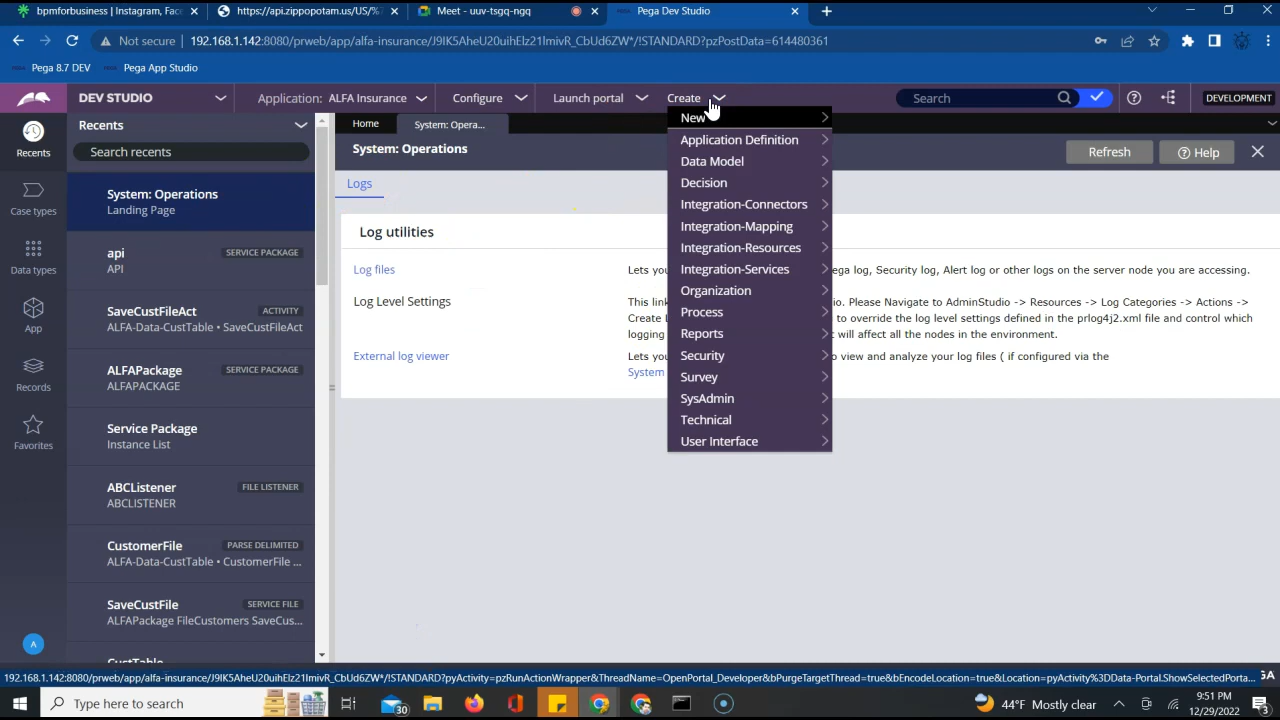 bpmforbusiness | Instagram, Fac
https://api.zippopotam.us/US/%
Meet - uuv-tsgq-ngq
Pega Dev Studio
Not secure | 192.168.1.142:8080/prweb/app/alfa-insurance/J9IK5AheU20uihElz21ImivR_CbUd6ZW*/!STANDARD?pzPostData=614480361
Pega 8.7 DEV
Pega App Studio
DEV STUDIO
Application: ALFA Insurance
Configure
Launch portal
Create
Search
DEVELOPMENT
Recents
Search recents
Recents
Case types
Data types
App
Records
Favorites
A
System: Operations
Landing Page
api
SERVICE PACKAGE
API
SaveCustFileAct
ACTIVITY
ALFA-Data-CustTable • SaveCustFileAct
ALFAPackage
SERVICE PACKAGE
ALFAPACKAGE
Service Package
Instance List
ABCListener
FILE LISTENER
ABCLISTENER
CustomerFile
PARSE DELIMITED
ALFA-Data-CustTable • CustomerFile ...
SaveCustFile
SERVICE FILE
ALFAPackage FileCustomers SaveCus...
CustTable
Home
System: Opera...
System: Operations
Refresh
Help
Logs
Log utilities
Log files
Lets you
ega log, Security log, Alert log or other logs on the server node you are accessing.
Log Level Settings
This link
io. Please Navigate to AdminStudio -> Resources -> Log Categories -> Actions ->
Create L
to override the log level settings defined in the prlog4j2.xml file and control which
logging
t will affect all the nodes in the environment.
External log viewer
Lets you
o view and analyze your log files ( if configured via the
System
New
Application Definition
Data Model
Decision
Integration-Connectors
Integration-Mapping
Integration-Resources
Integration-Services
Organization
Process
Reports
Security
Survey
SysAdmin
Technical
User Interface
192.168.1.142:8080/prweb/app/alfa-insurance/J9IK5AheU20uihElz21ImivR_CbUd6ZW*/!STANDARD?pyActivity=pzRunActionWrapper&ThreadName=OpenPortal_Developer&bPurgeTargetThread=true&bEncodeLocation=true&Location=pyActivity%3DData-Portal.ShowSelectedPorta...
GA
Type here to search
30
44°F Mostly clear
9:51 PM
12/29/2022
3